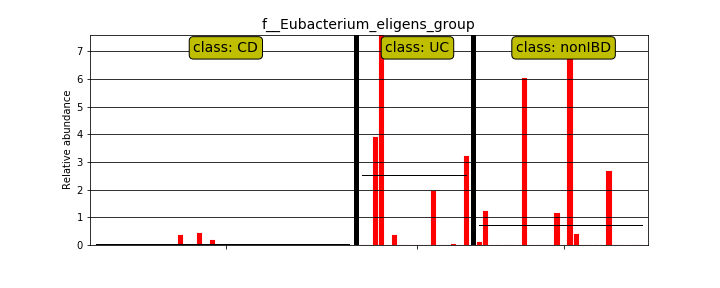 f__Eubacterium_eligens_group
class: CD
class: UC
class: nonIBD
Relative abundance
7
6
5
4
3
2
1
0